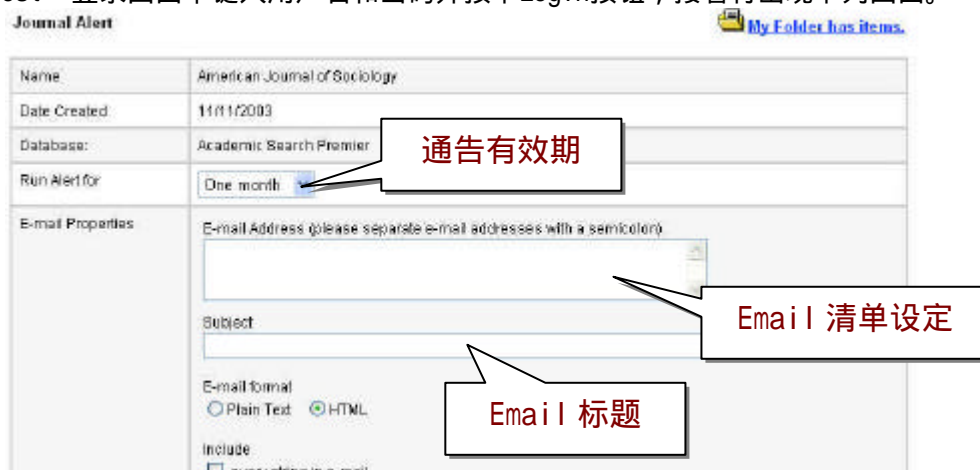 Journal Alert
My Folder has items.
Name
American Journal of Sociology
Date Created
11/11/2003
Database:
Academic Search Premier
通告有效期
Run Alert for
One month
E-mail Properties
E-mail Address (please separate e-mail addresses with a semicolon)
Email 清单设定
Subject
Email 标题
E-mail format
Plain Text
HTML
Include